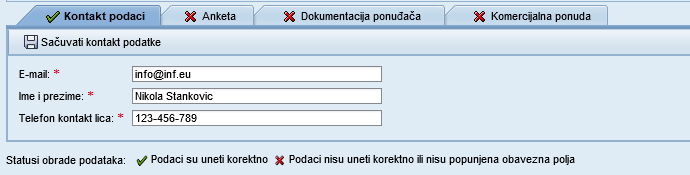 Kontakt podaci Anketa Dokumentacija ponuđača Komercijalna ponuda
Sačuvati kontakt podatke
E-mail: * info@inf.eu
Ime i prezime: * Nikola Stankovic
Telefon kontakt lica: * 123-456-789
Statusi obrade podataka: Podaci su uneti korektno Podaci nisu uneti korektno ili nisu popunjena obavezna polja